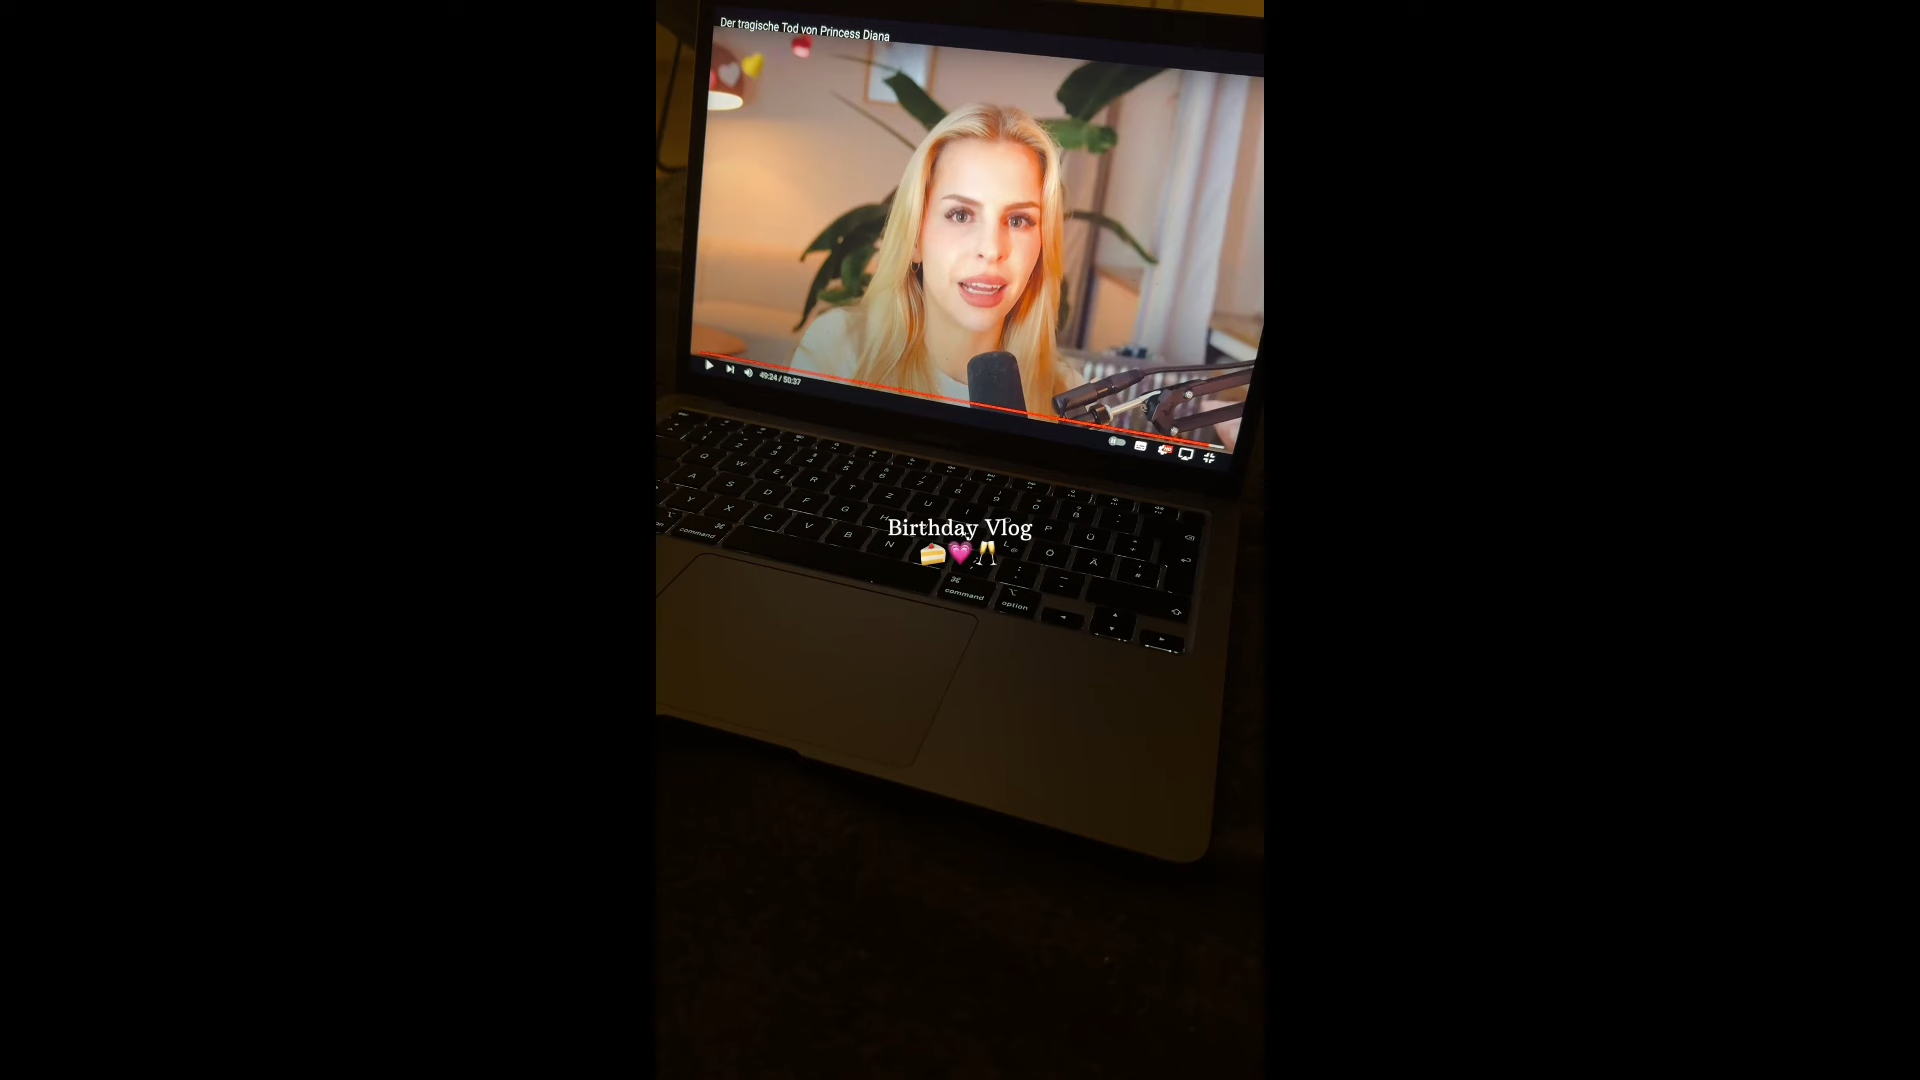 Der tragische Tod von Princess Diana
49:24 / 50:37
Q W E R T Z U I
P Ü
A S D F G H
L Ö Ä
Y X C V B N
command
command
option
Birthday Vlog
🍰💗🥂